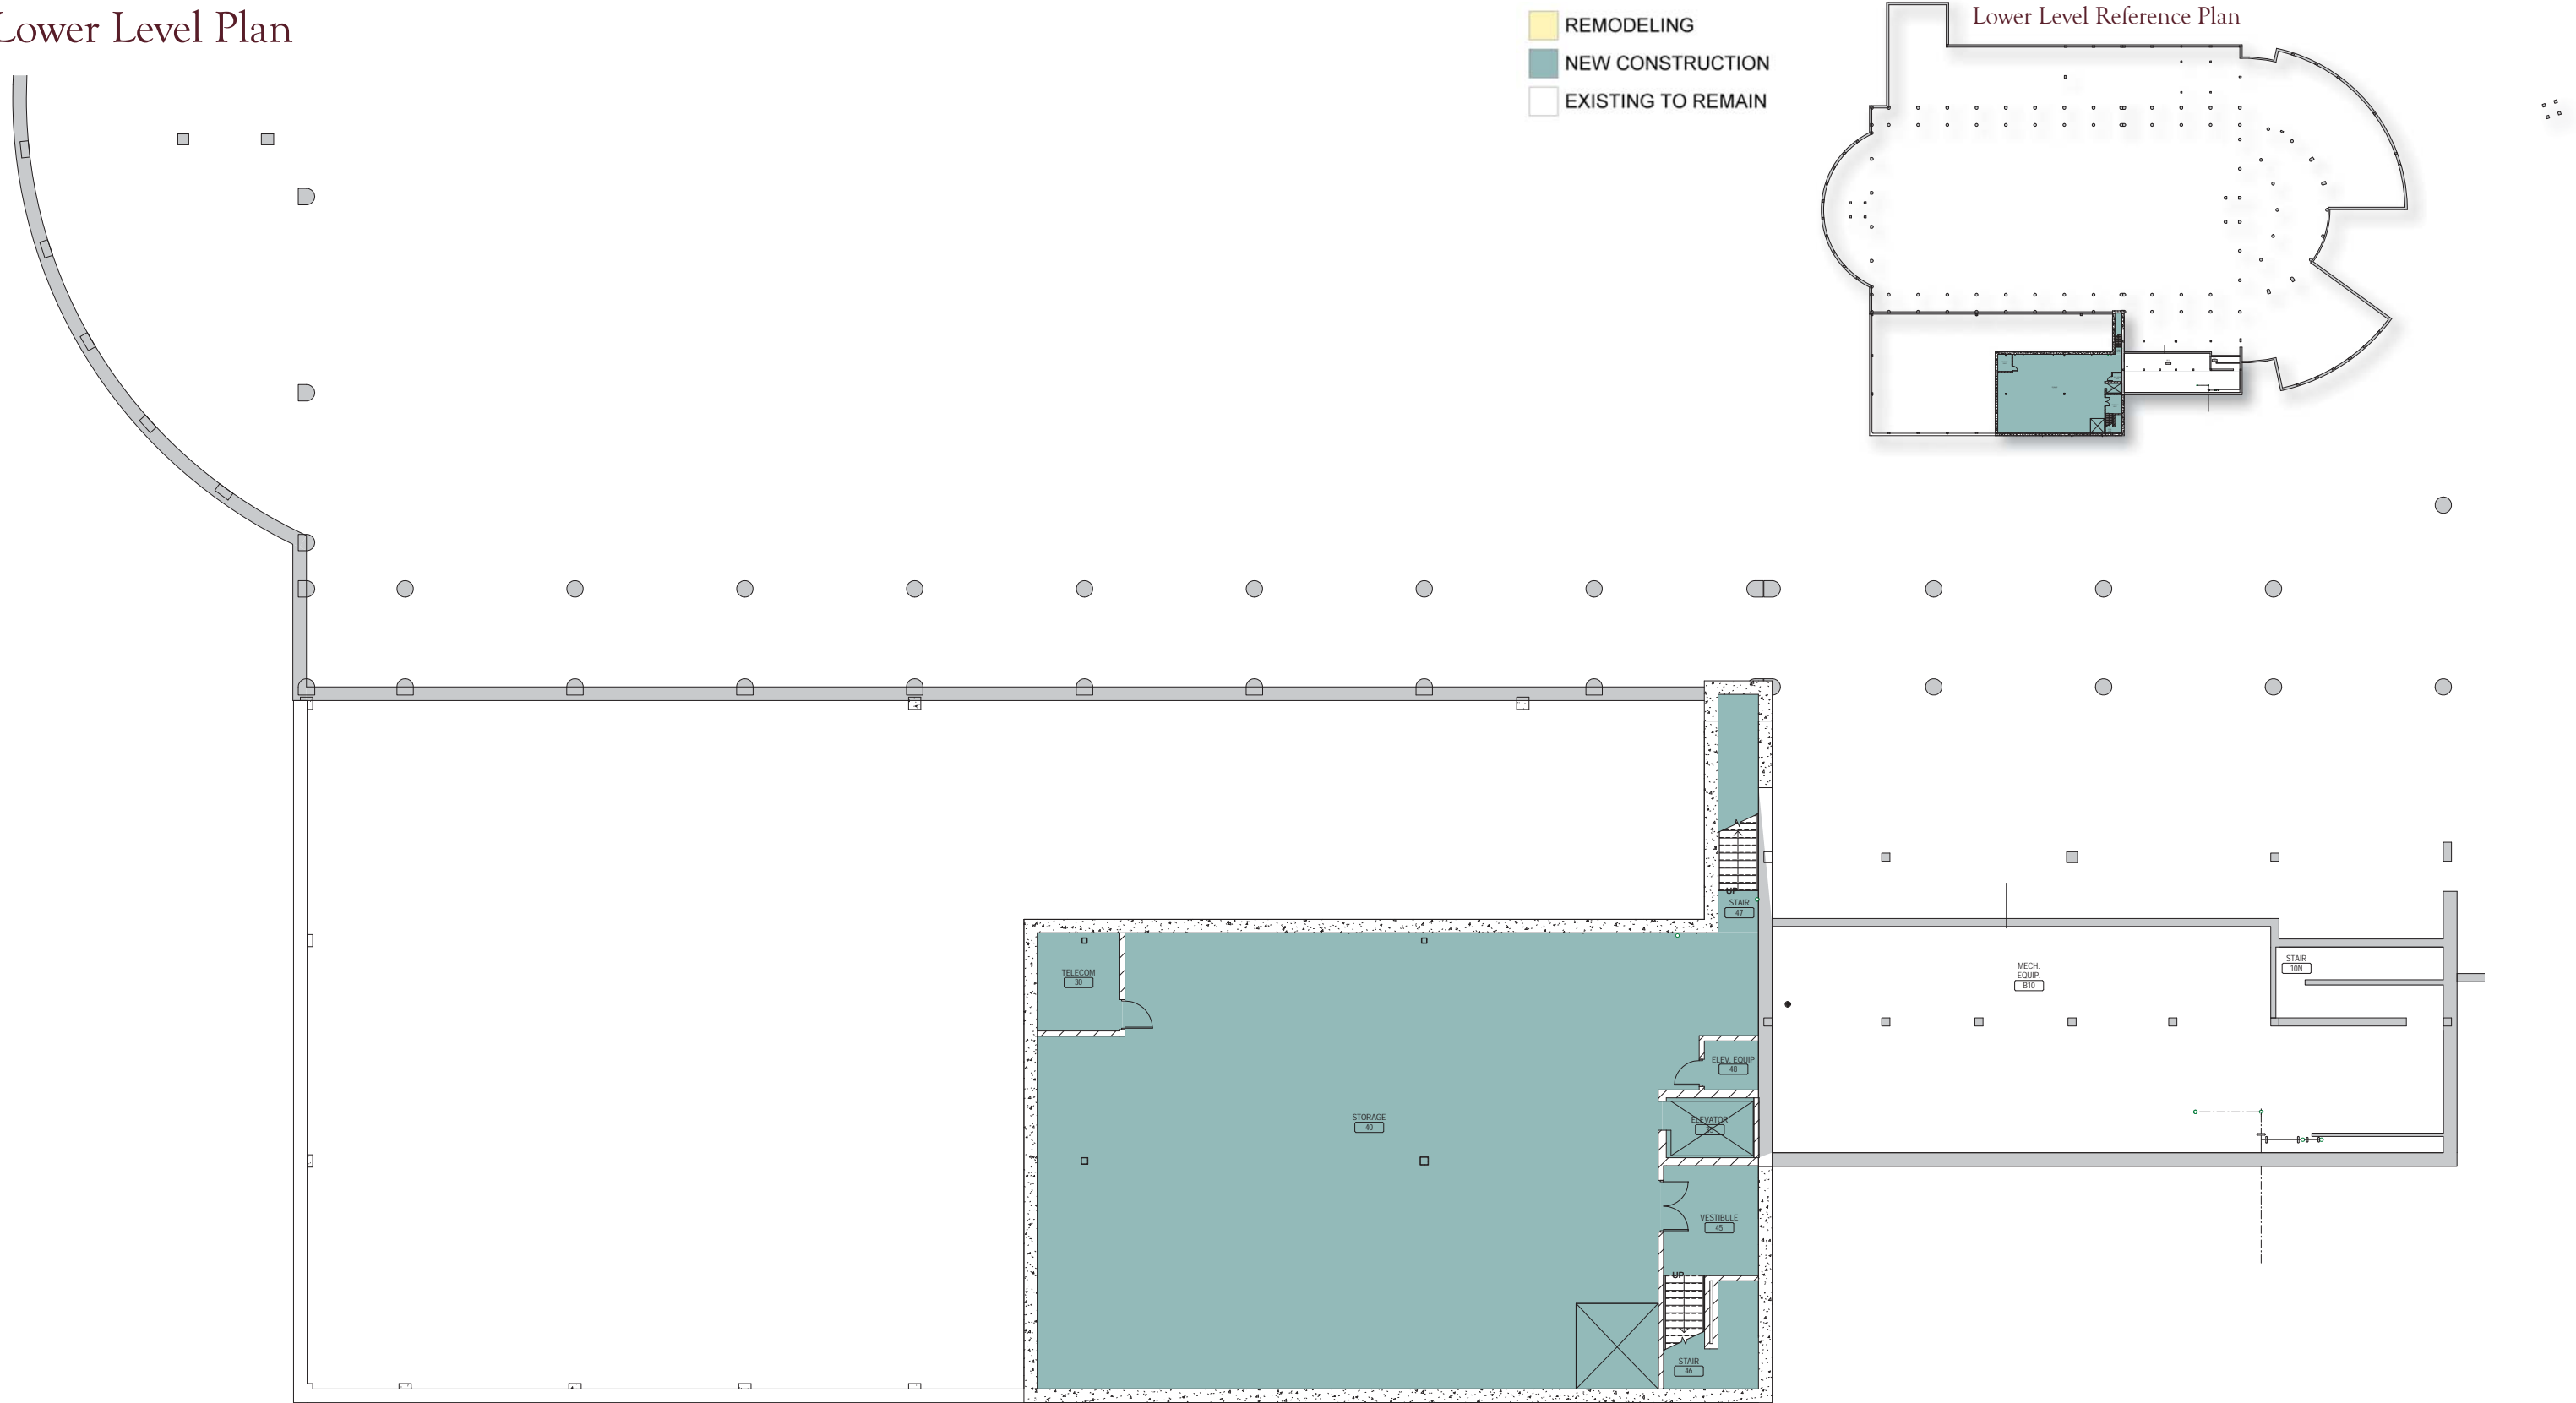 Lower Level Plan
REMODELING
NEW CONSTRUCTION
EXISTING TO REMAIN
Lower Level Reference Plan
UP
STAIR
47
TELECOM
30
MECH.
EQUIP.
B10
STAIR
10N
ELEV. EQUIP
48
STORAGE
40
ELEVATOR
VESTIBULE
45
UP
STAIR
46